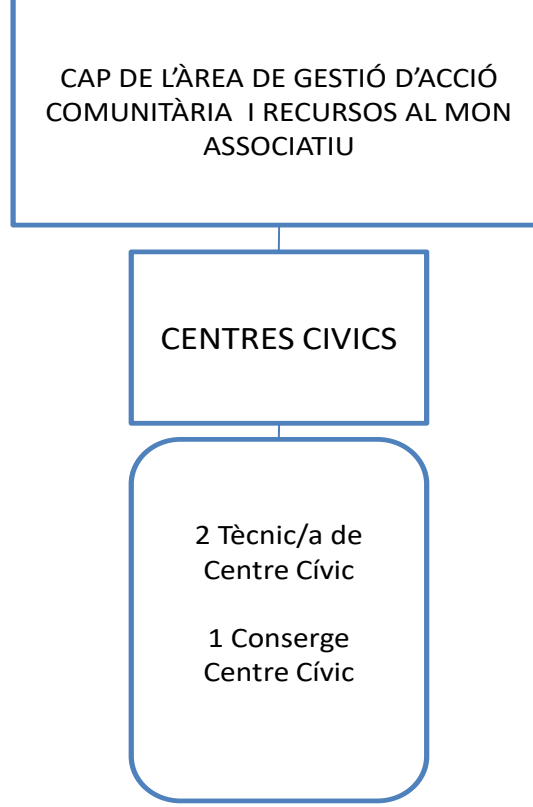 CAP DE L’ÀREA DE GESTIÓ D’ACCIÓ
COMUNITÀRIA  I RECURSOS AL MON
ASSOCIATIU
CENTRES CIVICS
2 Tècnic/a de
Centre Cívic
1 Conserge
Centre Cívic